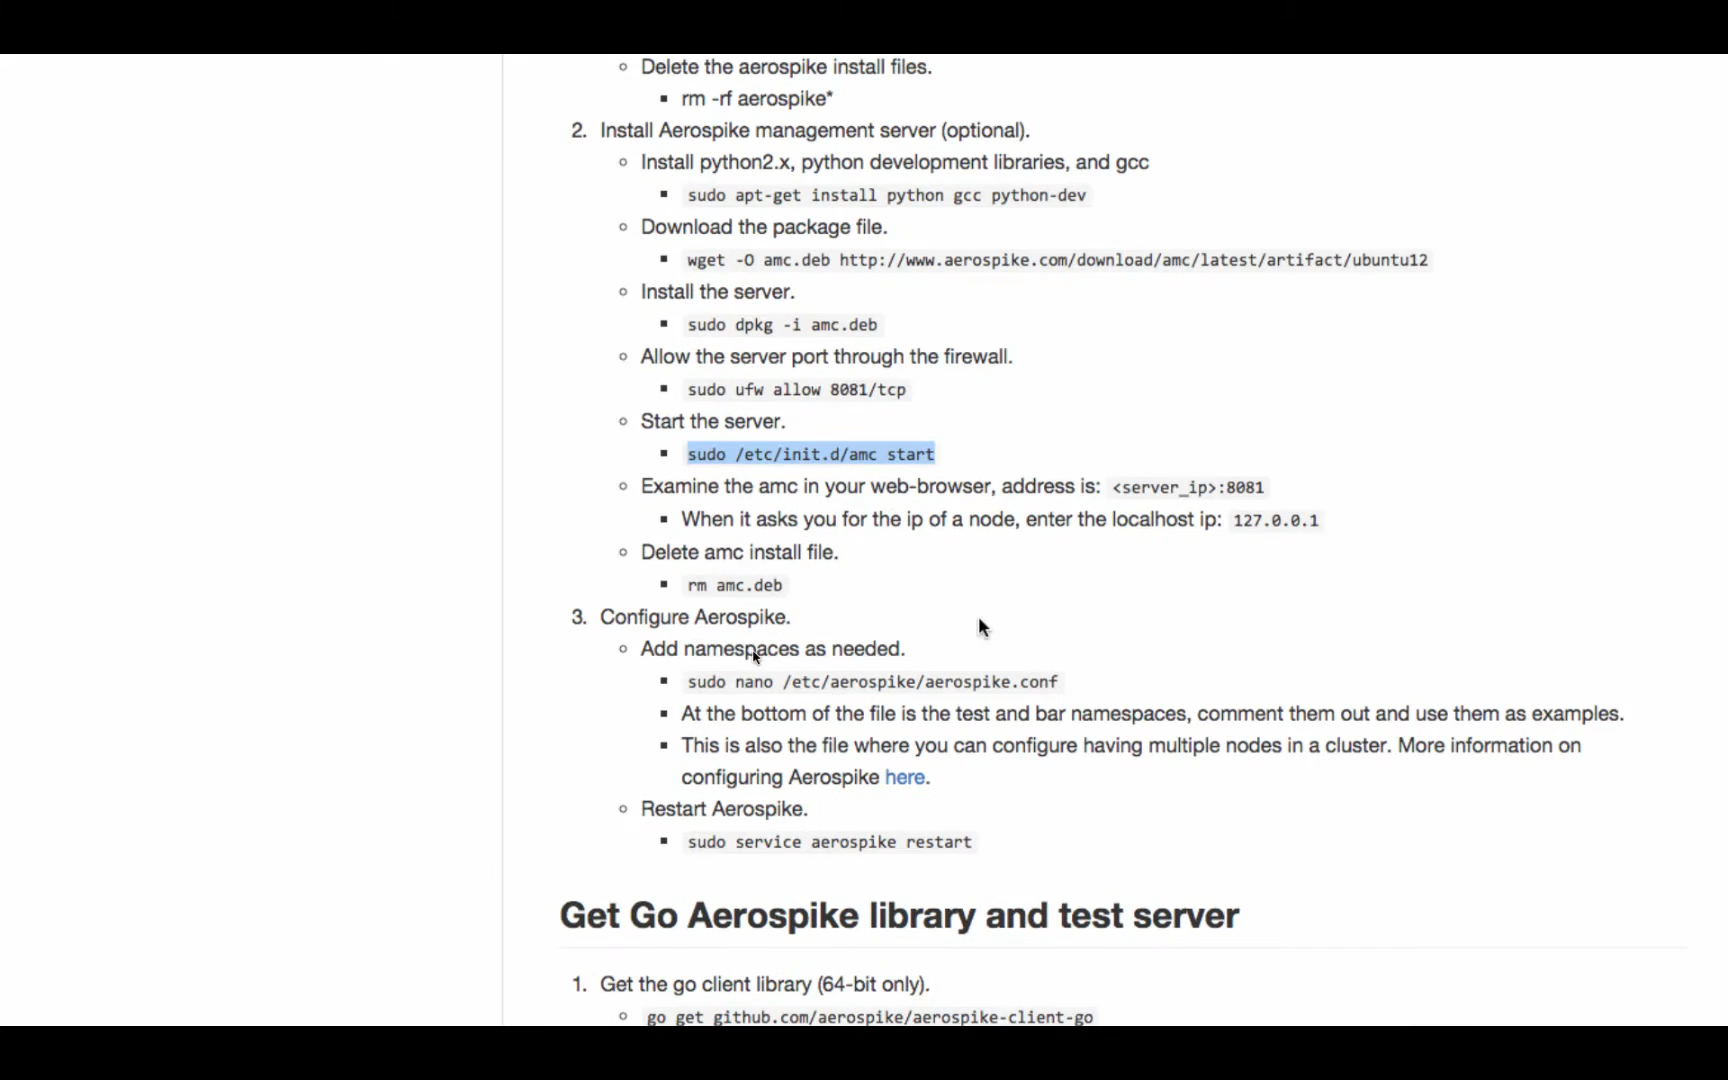 Delete the aerospike install files.
rm -rf aerospike*
2. Install Aerospike management server (optional).
Install python2.x, python development libraries, and gcc
sudo apt-get install python gcc python-dev
Download the package file.
wget -O amc.deb http://www.aerospike.com/download/amc/latest/artifact/ubuntu12
Install the server.
sudo dpkg -i amc.deb
Allow the server port through the firewall.
sudo ufw allow 8081/tcp
Start the server.
sudo /etc/init.d/amc start
Examine the amc in your web-browser, address is: <server_ip>:8081
When it asks you for the ip of a node, enter the localhost ip: 127.0.0.1
Delete amc install file.
rm amc.deb
3. Configure Aerospike.
Add namespaces as needed.
sudo nano /etc/aerospike/aerospike.conf
At the bottom of the file is the test and bar namespaces, comment them out and use them as examples.
This is also the file where you can configure having multiple nodes in a cluster. More information on
configuring Aerospike here.
Restart Aerospike.
sudo service aerospike restart
Get Go Aerospike library and test server
1. Get the go client library (64-bit only).
go get github.com/aerospike/aerospike-client-go